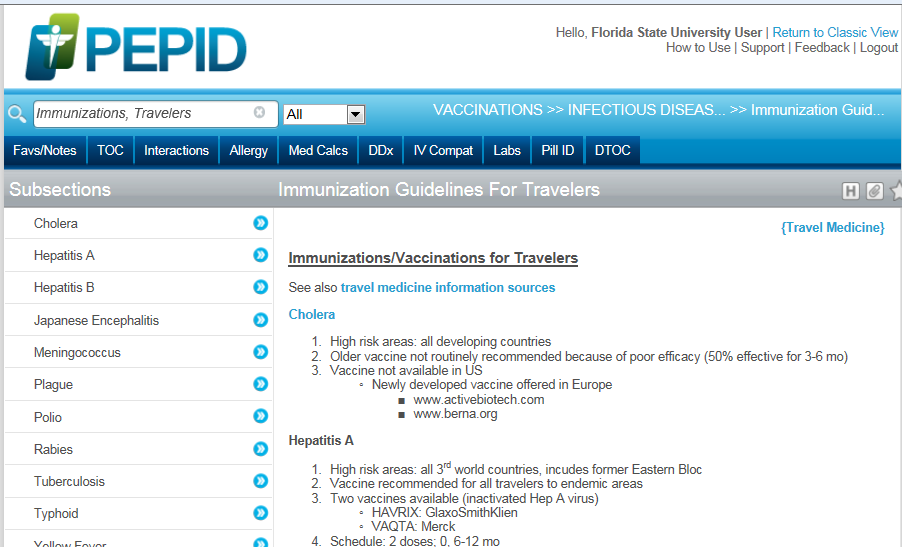 PEPID
Hello, Florida State University User | Return to Classic View
How to Use | Support | Feedback | Logout
Immunizations, Travelers
All
VACCINATIONS >> INFECTIOUS DISEAS... >> Immunization Guid...
Favs/Notes
TOC
Interactions
Allergy
Med Calcs
DDx
IV Compat
Labs
Pill ID
DTOC
Subsections
Cholera
Hepatitis A
Hepatitis B
Japanese Encephalitis
Meningococcus
Plague
Polio
Rabies
Tuberculosis
Typhoid
Yellow Fever
Immunization Guidelines For Travelers
H
{Travel Medicine}
Immunizations/Vaccinations for Travelers
See also travel medicine information sources
Cholera
1. High risk areas: all developing countries
2. Older vaccine not routinely recommended because of poor efficacy (50% effective for 3-6 mo)
3. Vaccine not available in US
◦ Newly developed vaccine offered in Europe
■ www.activebiotech.com
■ www.berna.org
Hepatitis A
1. High risk areas: all 3rd world countries, incudes former Eastern Bloc
2. Vaccine recommended for all travelers to endemic areas
3. Two vaccines available (inactivated Hep A virus)
◦ HAVRIX: GlaxoSmithKlien
◦ VAQTA: Merck
4. Schedule: 2 doses; 0, 6-12 mo